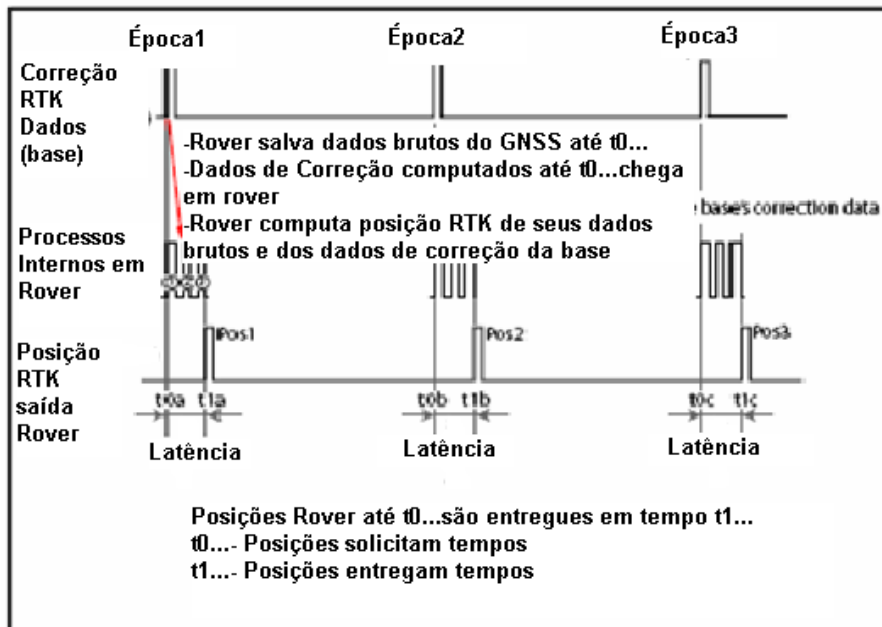 Época1
Época2
Época3
Correção
RTK
Dados
(base)
-Rover salva dados brutos do GNSS até t0...
-Dados de Correção computados até t0...chega
em rover
-Rover computa posição RTK de seus dados
brutos e dos dados de correção da base
base's correction data
Processos
Internos em
Rover
Pos1
Pos2
Pos3
Posição
RTK
saída
Rover
t0a t1a
t0b t1b
t0c t1c
Latência
Latência
Latência
Posições Rover até t0...são entregues em tempo t1...
t0...- Posições solicitam tempos
t1...- Posições entregam tempos